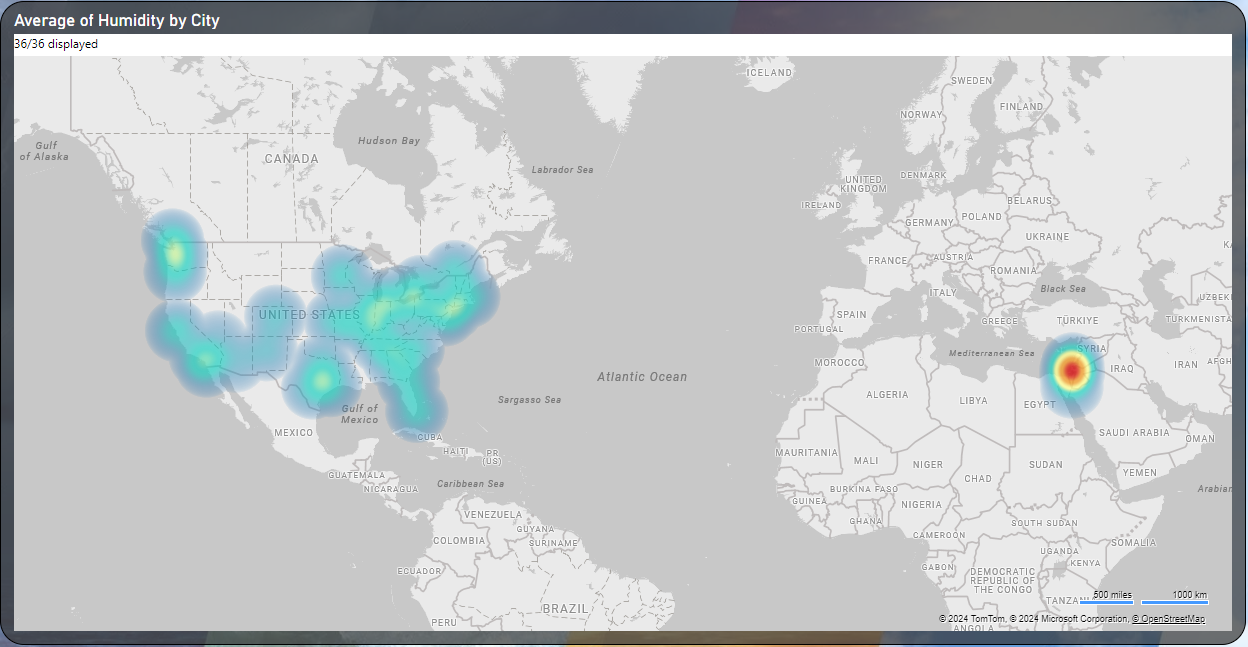 Average of Humidity by City
36/36 displayed
ICELAND
SWEDEN
FINLAND
NORWAY
Gulf
of Alaska
Hudson Bay
CANADA
Labrador Sea
UNITED
KINGDOM
DENMARK
IRELAND
BELARUS
POLAND
GERMANY
UKRAINE
FRANCE
AUSTRIA
ROMANIA
Black Sea
ITALY
UZBEKI
UNITED STATES
SPAIN
PORTUGAL
GREECE
TÜRKIYE
TURKMENISTA
Mediterranean Sea
SYRIA
MOROCCO
IRAQ
IRAN
AFGH
Atlantic Ocean
ALGERIA
LIBYA
EGYPT
Sargasso Sea
Gulf of
Mexico
MEXICO
CUBA
SAUDI ARABIA
OMAN
HAITI
PR
(US)
MAURITANIA
MALI
NIGER
SUDAN
YEMEN
GUATEMALA
NICARAGUA
Caribbean Sea
CHAD
BURKINA FASO
Arabian
GUINEA
NIGERIA
VENEZUELA
GUYANA
GHANA
SOUTH SUDAN
COLOMBIA
SURINAME
CAMEROON
SOMALIA
UGANDA
KENYA
ECUADOR
GABON
DEMOCRATIC
REPUBLIC OF
THE CONGO
TANZAN
500 miles
1000 km
BRAZIL
PERU
© 2024 TomTom, © 2024 Microsoft Corporation, © OpenStreetMap
ANGOLA